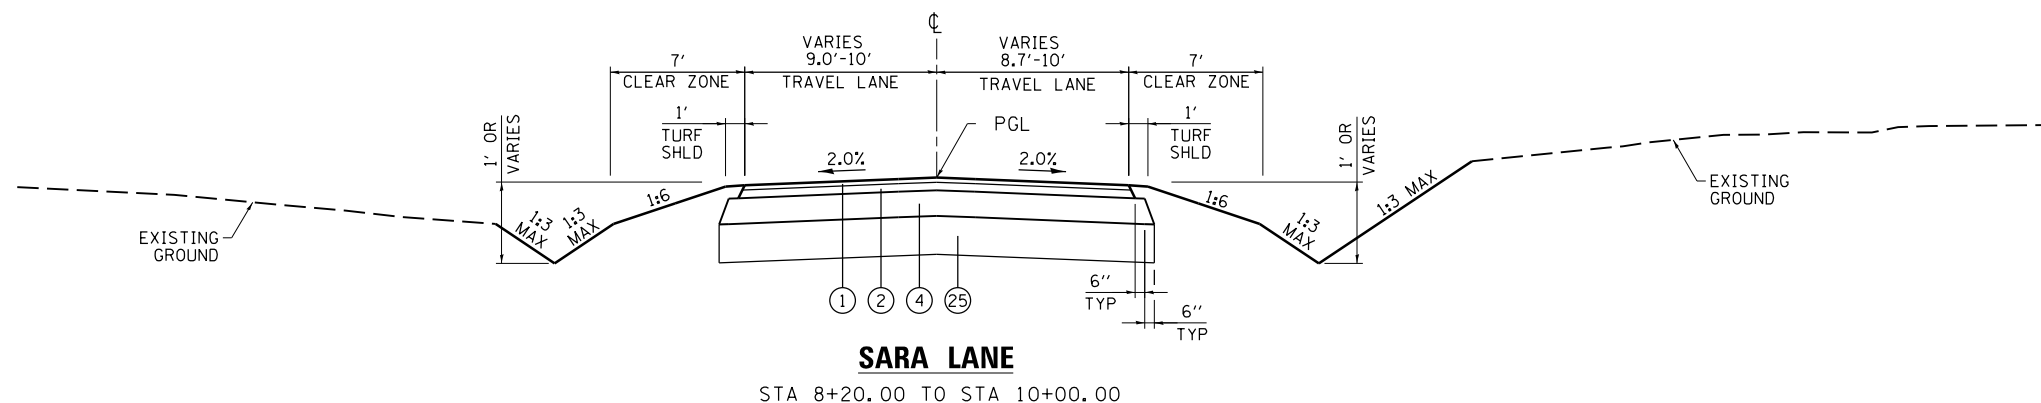 ℄
VARIES
9.0'-10'
VARIES
8.7'-10'
7'
7'
CLEAR ZONE
TRAVEL LANE
TRAVEL LANE
CLEAR ZONE
1'
TURF
SHLD
PGL
1'
TURF
SHLD
1' OR
VARIES
1' OR
VARIES
2.0%
2.0%
1:6
1:6
1:3
MAX
1:3
MAX
1:3
MAX
1:3 MAX
EXISTING
GROUND
EXISTING
GROUND
1
2
4
25
6''
TYP
6''
TYP
SARA LANE
STA 8+20.00 TO STA 10+00.00